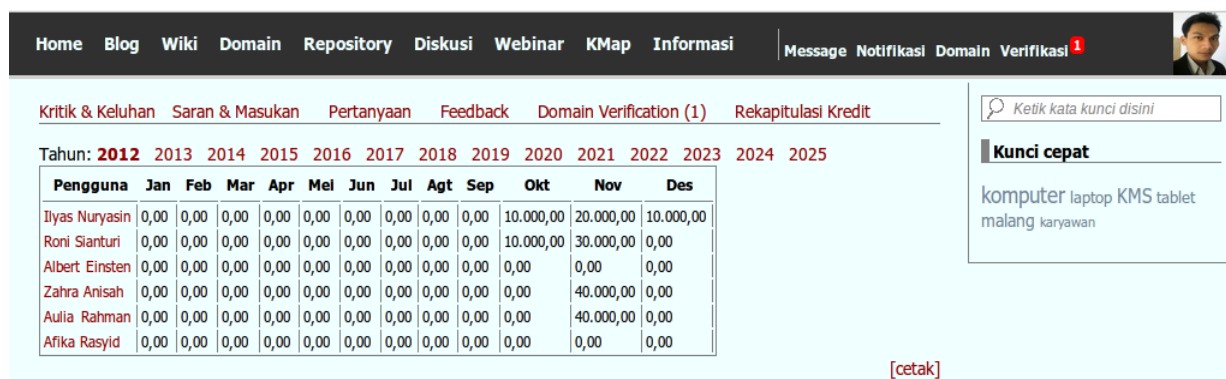 Home Blog Wiki Domain Repository Diskusi Webinar KMap Informasi Message Notifikasi Domain Verifikasi 1
Kritik & Keluhan Saran & Masukan Pertanyaan Feedback Domain Verification (1) Rekapitulasi Kredit
Tahun: 2012 2013 2014 2015 2016 2017 2018 2019 2020 2021 2022 2023 2024 2025
Pengguna Jan Feb Mar Apr Mei Jun Jul Agt Sep Okt Nov Des
Ilyas Nuryasin 0,00 0,00 0,00 0,00 0,00 0,00 0,00 0,00 0,00 10.000,00 20.000,00 10.000,00
Roni Sianturi 0,00 0,00 0,00 0,00 0,00 0,00 0,00 0,00 0,00 10.000,00 30.000,00 0,00
Albert Einsten 0,00 0,00 0,00 0,00 0,00 0,00 0,00 0,00 0,00 0,00 0,00 0,00
Zahra Anisah 0,00 0,00 0,00 0,00 0,00 0,00 0,00 0,00 0,00 0,00 40.000,00 0,00
Aulia Rahman 0,00 0,00 0,00 0,00 0,00 0,00 0,00 0,00 0,00 0,00 40.000,00 0,00
Afika Rasyid 0,00 0,00 0,00 0,00 0,00 0,00 0,00 0,00 0,00 0,00 0,00 0,00
[cetak]
Ketik kata kunci disini
Kunci cepat
komputer laptop KMS tablet
malang karyawan